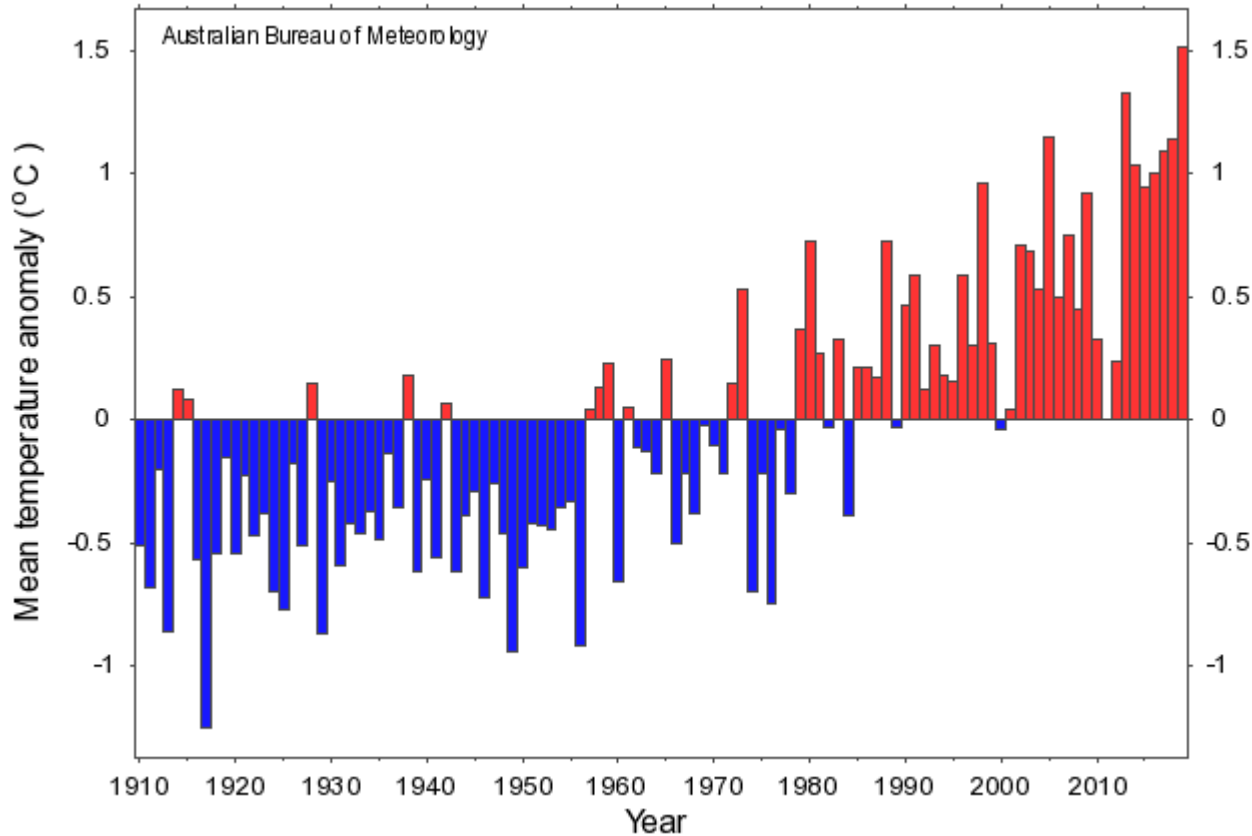 Australian Bureau of Meteorology
1.5 1.5
1 1
0.5 0.5
0 0
-0.5 -0.5
-1 -1
Mean temperature anomaly (°C)
1910 1920 1930 1940 1950 1960 1970 1980 1990 2000 2010
Year